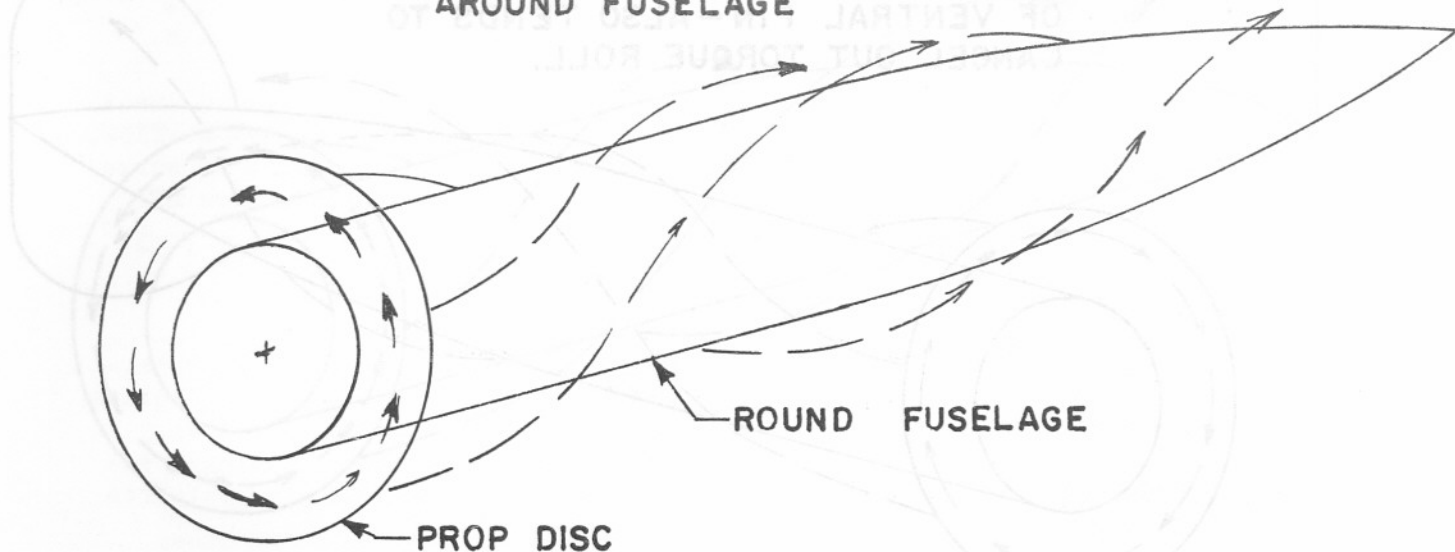 AROUND FUSELAGE
OF VENTRAL FIN - ALSO TENDS TO
CANCEL OUT TORQUE ROLL.
ROUND FUSELAGE
PROP DISC